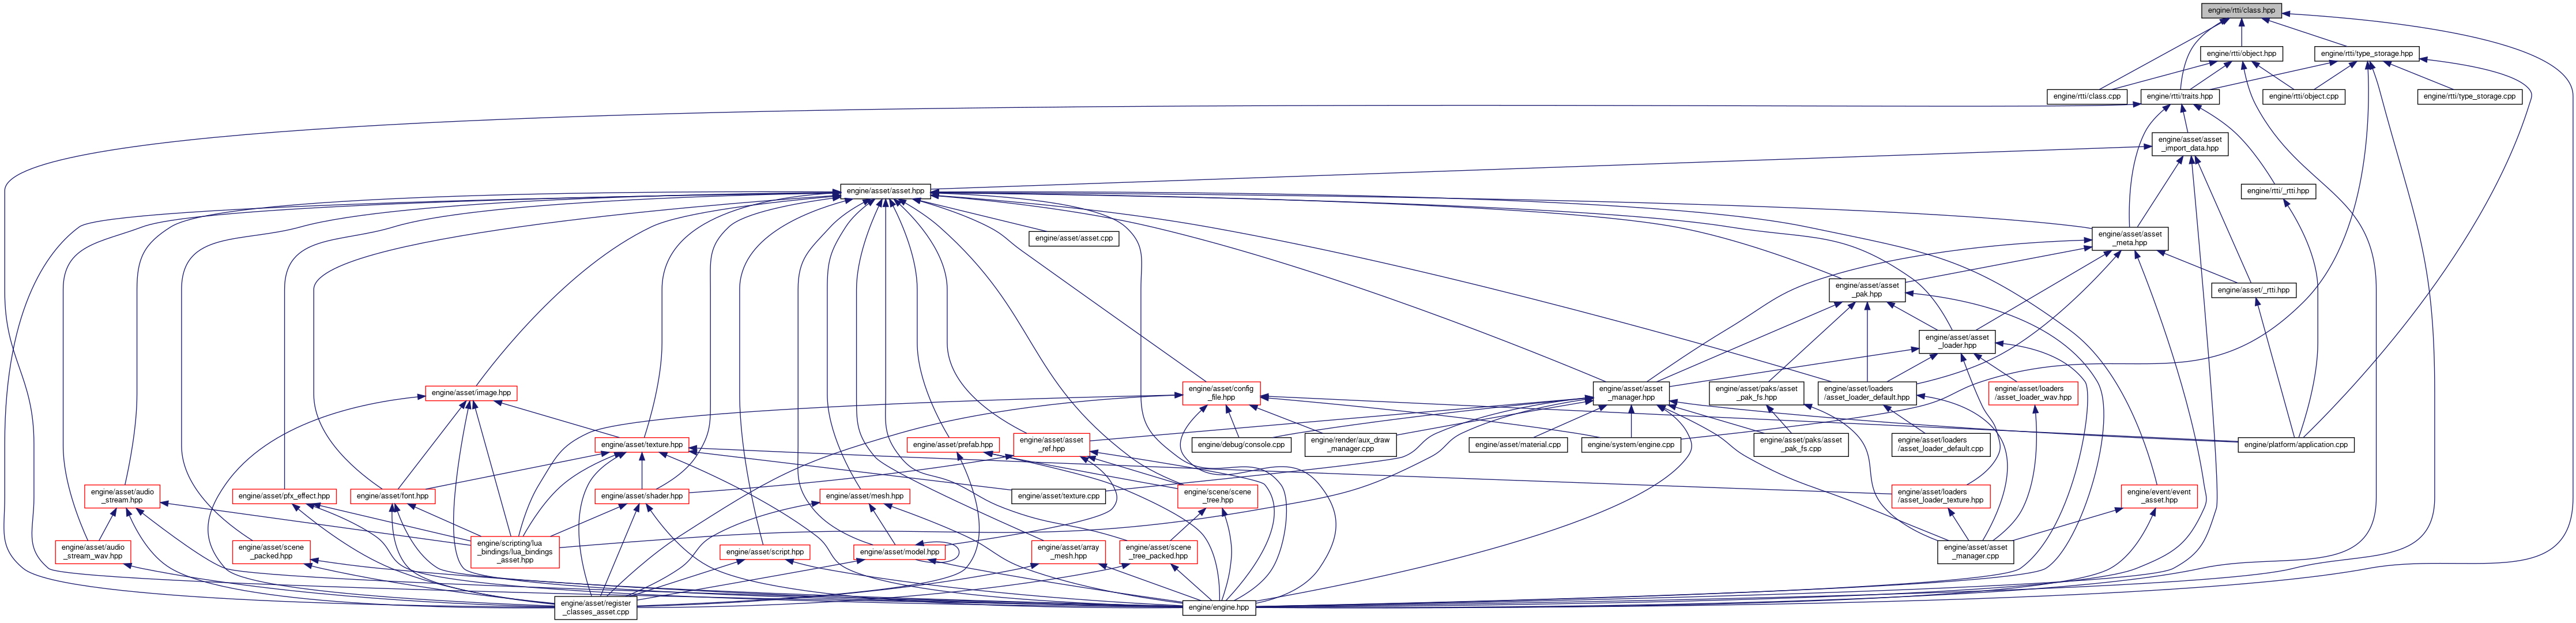 engine/rtti/class.hpp
engine/rtti/object.hpp
engine/rtti/type_storage.hpp
engine/rtti/class.cpp
engine/rtti/traits.hpp
engine/rtti/object.cpp
engine/rtti/type_storage.cpp
engine/asset/asset
_import_data.hpp
engine/asset/asset.hpp
engine/rtti/_rtti.hpp
engine/asset/asset.cpp
engine/asset/asset
_meta.hpp
engine/asset/asset
_pak.hpp
engine/asset/_rtti.hpp
engine/asset/asset
_loader.hpp
engine/asset/image.hpp
engine/asset/config
_file.hpp
engine/asset/asset
_manager.hpp
engine/asset/paks/asset
_pak_fs.hpp
engine/asset/loaders
/asset_loader_default.hpp
engine/asset/loaders
/asset_loader_wav.hpp
engine/asset/texture.hpp
engine/asset/prefab.hpp
engine/asset/asset
_ref.hpp
engine/debug/console.cpp
engine/render/aux_draw
_manager.cpp
engine/asset/material.cpp
engine/system/engine.cpp
engine/asset/paks/asset
_pak_fs.cpp
engine/asset/loaders
/asset_loader_default.cpp
engine/platform/application.cpp
engine/asset/audio
_stream.hpp
engine/asset/pfx_effect.hpp
engine/asset/font.hpp
engine/asset/shader.hpp
engine/asset/mesh.hpp
engine/asset/texture.cpp
engine/scene/scene
_tree.hpp
engine/asset/loaders
/asset_loader_texture.hpp
engine/event/event
_asset.hpp
engine/asset/audio
_stream_wav.hpp
engine/asset/scene
_packed.hpp
engine/scripting/lua
_bindings/lua_bindings
_asset.hpp
engine/asset/script.hpp
engine/asset/model.hpp
engine/asset/array
_mesh.hpp
engine/asset/scene
_tree_packed.hpp
engine/asset/asset
_manager.cpp
engine/asset/register
_classes_asset.cpp
engine/engine.hpp